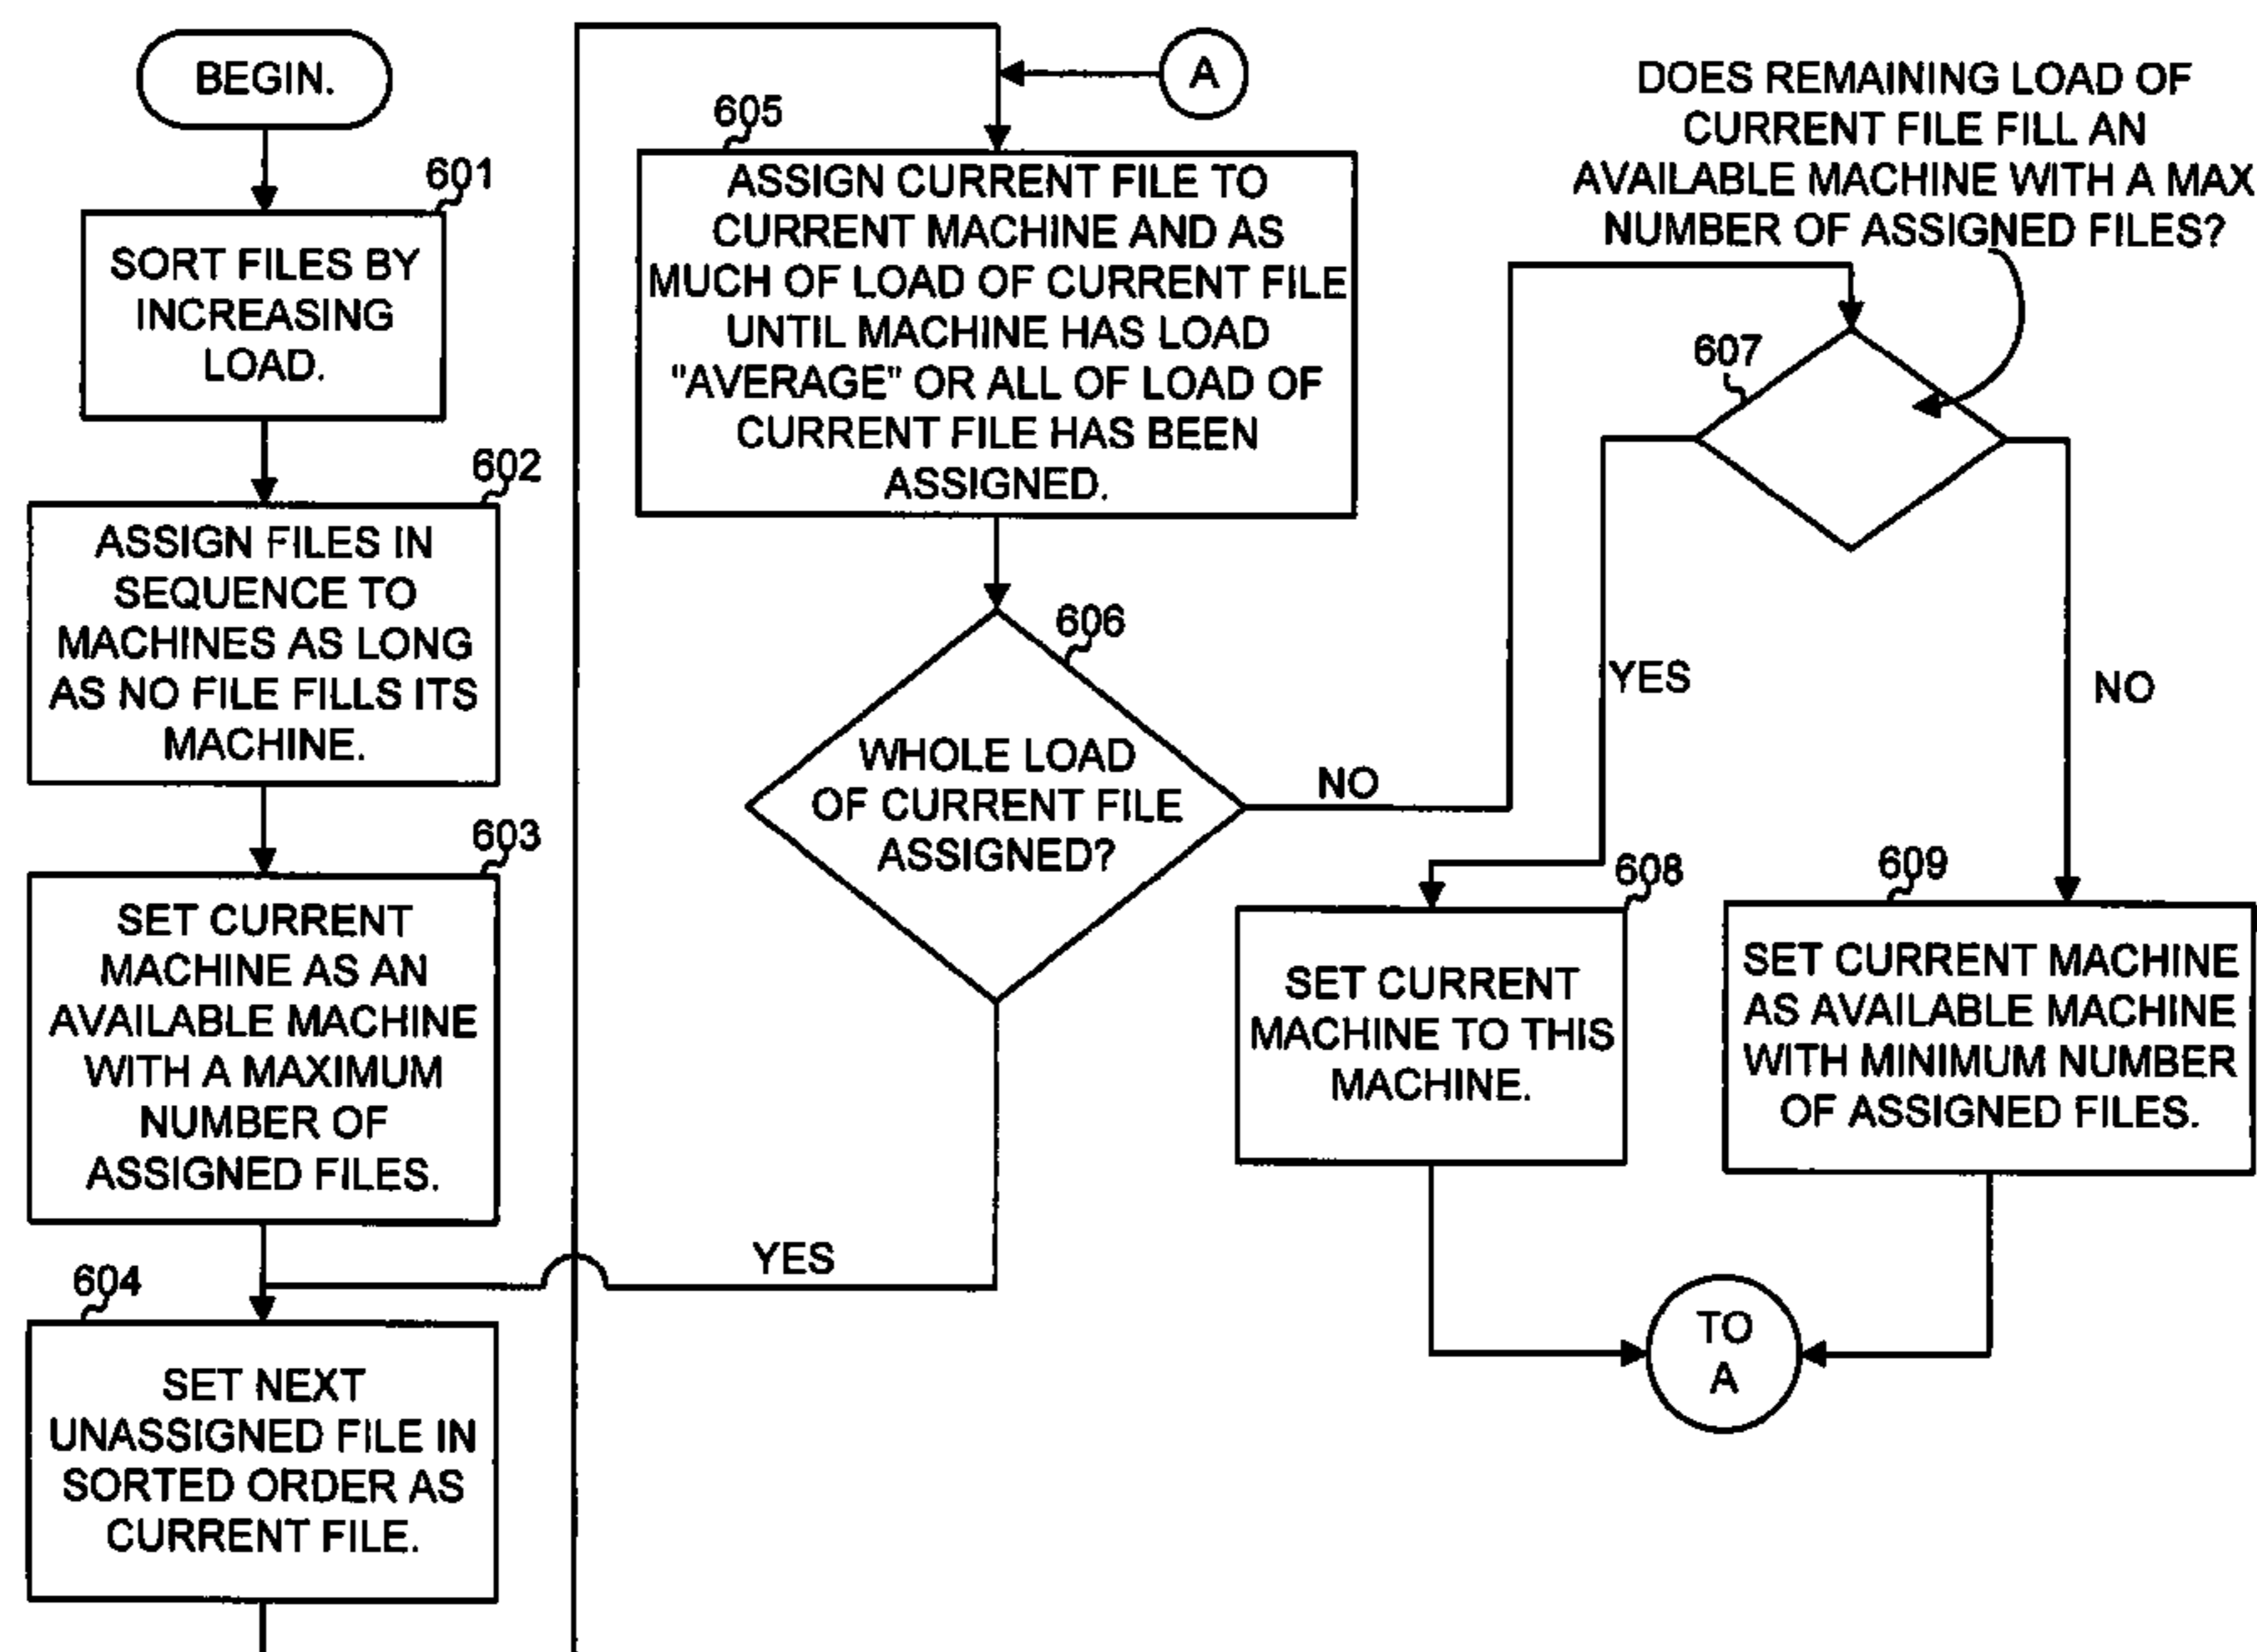 BEGIN.
601
SORT FILES BY
INCREASING
LOAD.
602
ASSIGN FILES IN
SEQUENCE TO
MACHINES AS LONG
AS NO FILE FILLS ITS
MACHINE.
603
SET CURRENT
MACHINE AS AN
AVAILABLE MACHINE
WITH A MAXIMUM
NUMBER OF
ASSIGNED FILES.
604
SET NEXT
UNASSIGNED FILE IN
SORTED ORDER AS
CURRENT FILE.
A
605
ASSIGN CURRENT FILE TO
CURRENT MACHINE AND AS
MUCH OF LOAD OF CURRENT FILE
UNTIL MACHINE HAS LOAD
"AVERAGE" OR ALL OF LOAD OF
CURRENT FILE HAS BEEN
ASSIGNED.
606
WHOLE LOAD
OF CURRENT FILE
ASSIGNED?
NO
YES
DOES REMAINING LOAD OF
CURRENT FILE FILL AN
AVAILABLE MACHINE WITH A MAX
NUMBER OF ASSIGNED FILES?
607
YES
NO
608
SET CURRENT
MACHINE TO THIS
MACHINE.
609
SET CURRENT MACHINE
AS AVAILABLE MACHINE
WITH MINIMUM NUMBER
OF ASSIGNED FILES.
TO
A